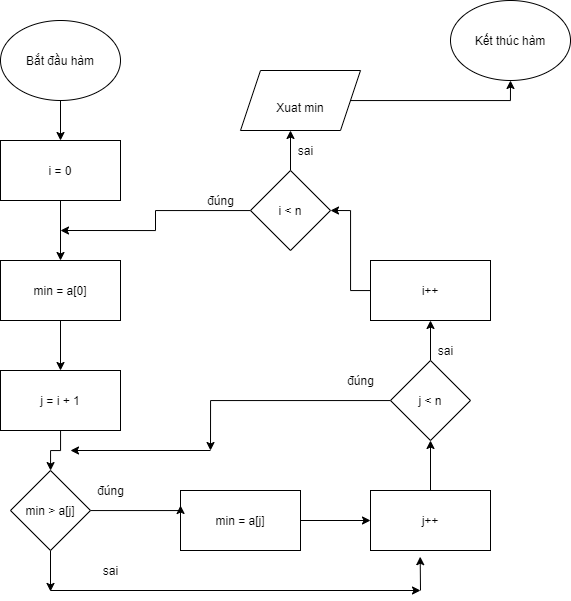 Bắt đầu hàm
Kết thúc hàm
Xuat min
sai
i = 0
đúng
i < n
min = a[0]
i++
sai
đúng
j = i + 1
j < n
đúng
min > a[j]
min = a[j]
j++
sai